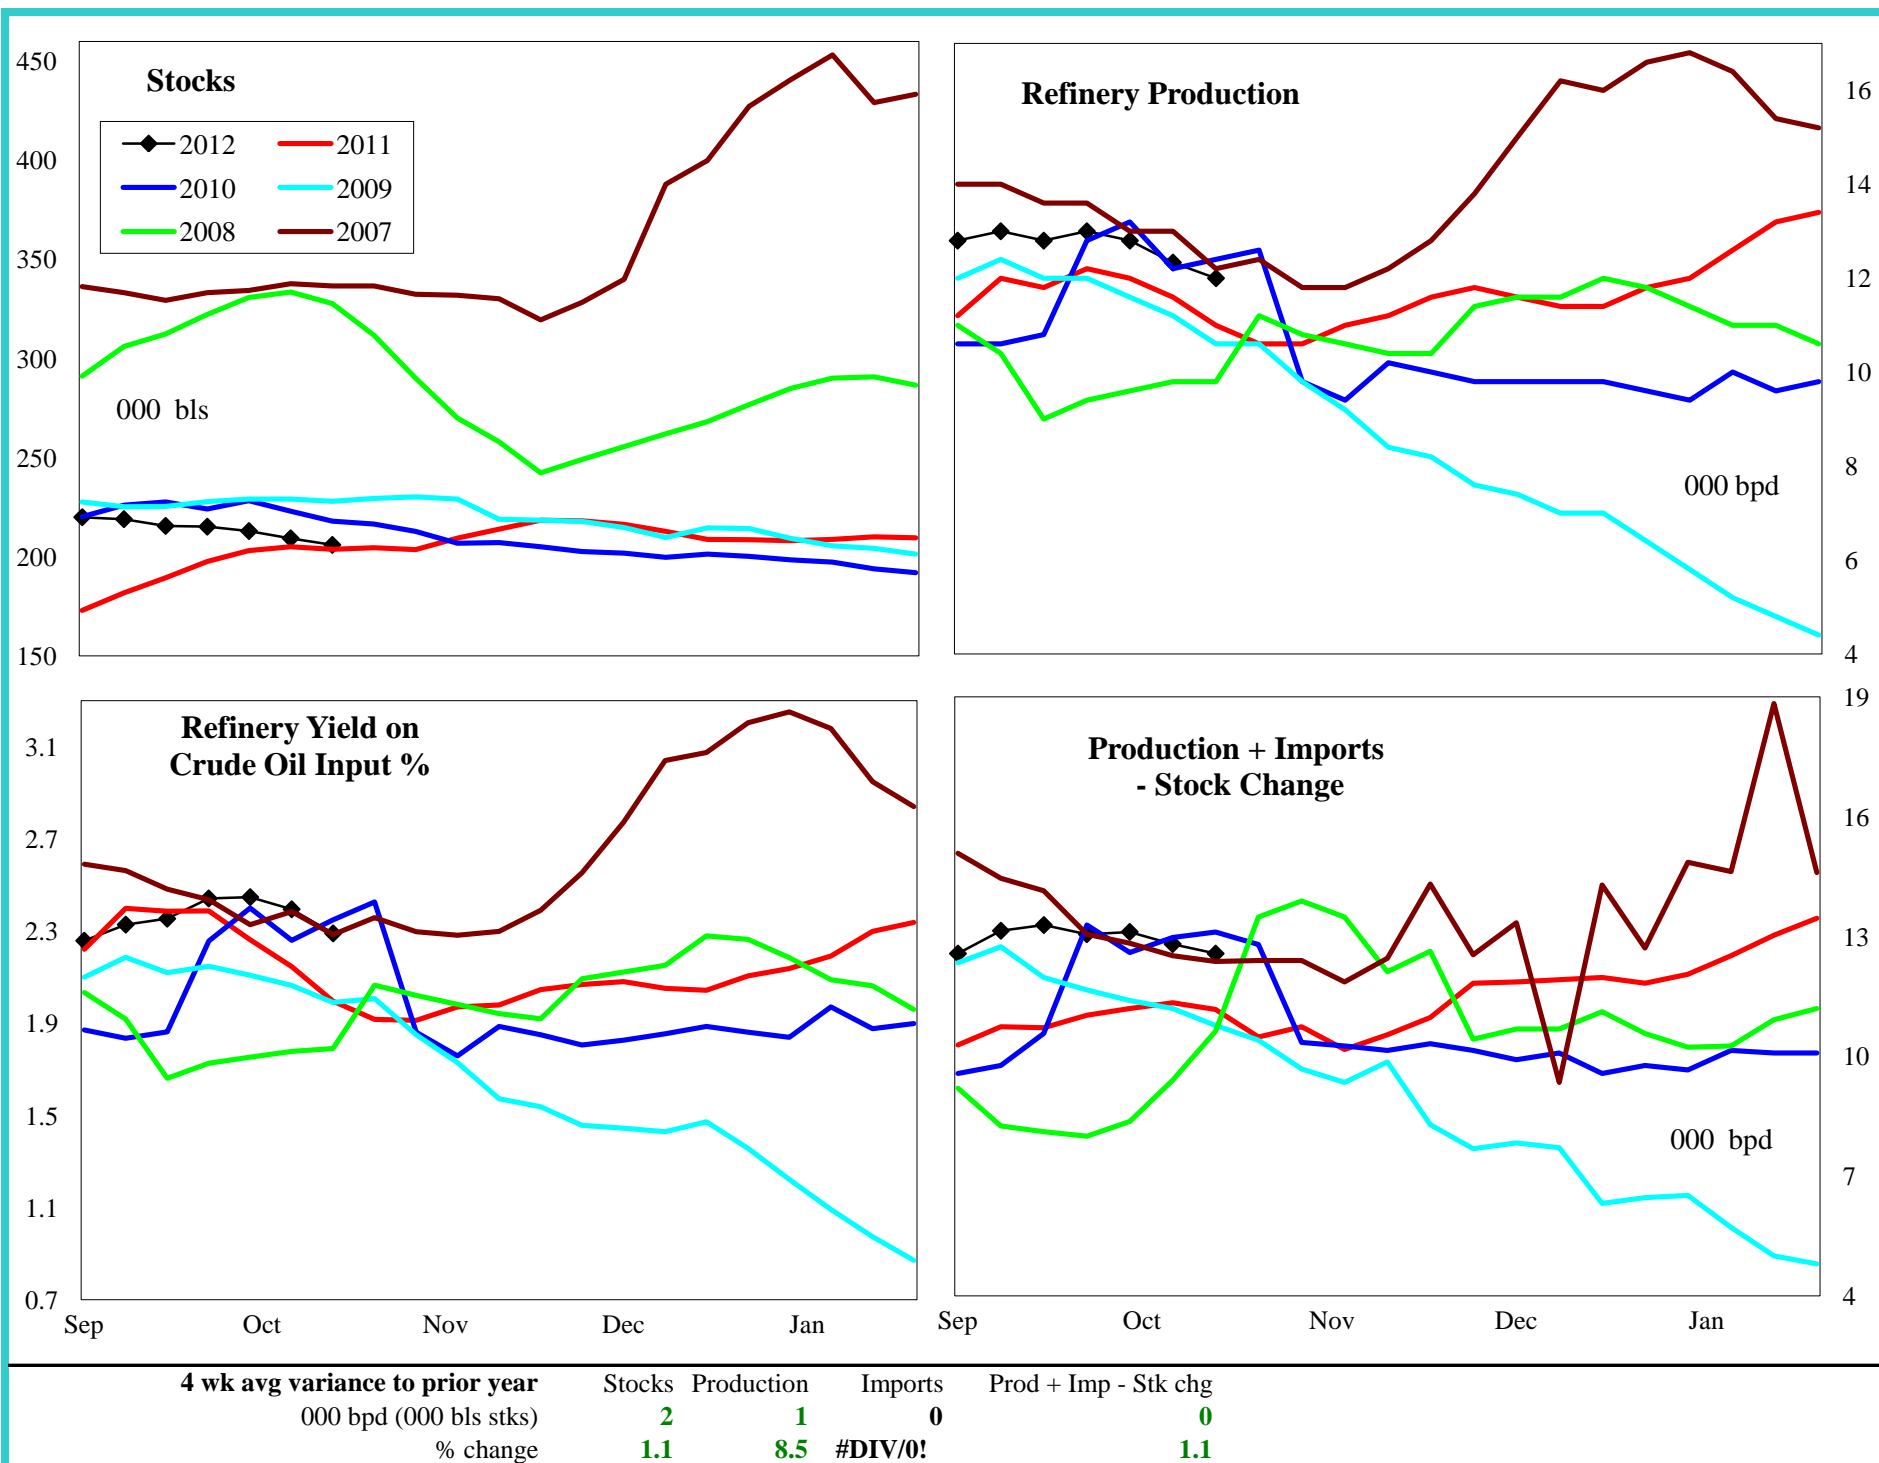 Stocks
2012 2011
2010 2009
2008 2007
000 bls
450
400
350
300
250
200
150
Refinery Production
000 bpd
16
14
12
10
8
6
4
Refinery Yield on
Crude Oil Input %
3.1
2.7
2.3
1.9
1.5
1.1
0.7
Sep Oct Nov Dec Jan
Production + Imports
- Stock Change
000 bpd
19
16
13
10
7
4
Sep Oct Nov Dec Jan
4 wk avg variance to prior year Stocks Production Imports Prod + Imp - Stk chg
000 bpd (000 bls stks) 2 1 0 0
% change 1.1 8.5 #DIV/0! 1.1